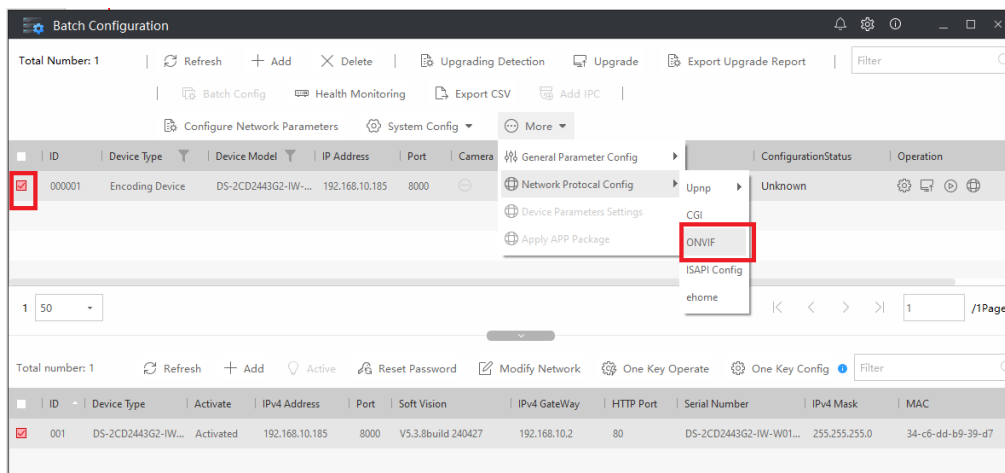 Batch Configuration
Total Number: 1 Refresh Add Delete Upgrading Detection Upgrade Export Upgrade Report Filter
Batch Config Health Monitoring Export CSV Add IPC
Configure Network Parameters System Config More
ID Device Type Device Model IP Address Port Camera ConfigurationStatus Operation
000001 Encoding Device DS-2CD2443G2-IW-... 192.168.10.185 8000 Unknown
General Parameter Config
Network Protocal Config
Device Parameters Settings
Apply APP Package
Upnp
CGI
ONVIF
ISAPI Config
ehome
1 50 1 /1Page
Total number: 1 Refresh Add Active Reset Password Modify Network One Key Operate One Key Config Filter
ID Device Type Activate IPv4 Address Port Soft Vision IPv4 GateWay HTTP Port Serial Number IPv4 Mask MAC
001 DS-2CD2443G2-IW... Activated 192.168.10.185 8000 V5.3.8build 240427 192.168.10.2 80 DS-2CD2443G2-IW-W01... 255.255.255.0 34-c6-dd-b9-39-d7